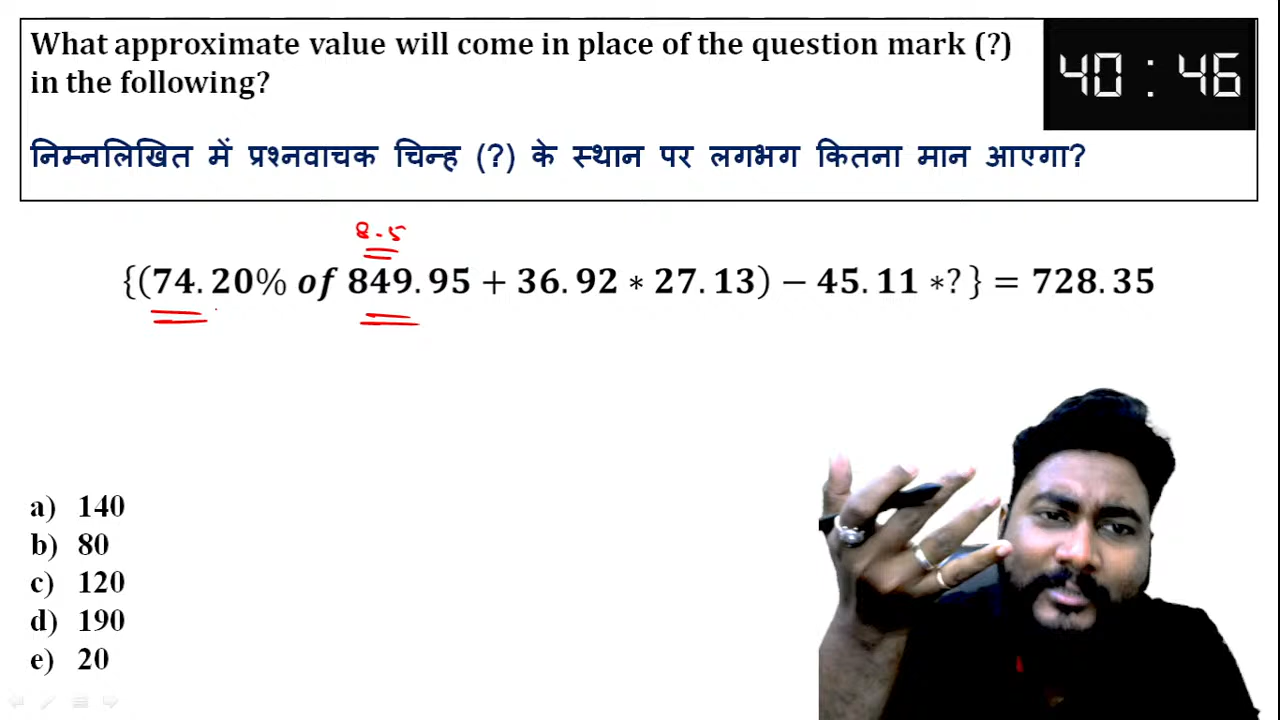 What approximate value will come in place of the question mark (?)
in the following?
40 : 46
निम्नलिखित में प्रश्नवाचक चिन्ह (?) के स्थान पर लगभग कितना मान आएगा?
8.5
{(74.20% of 849.95 + 36.92 * 27.13) − 45.11 *? } = 728.35
a) 140
b) 80
c) 120
d) 190
e) 20